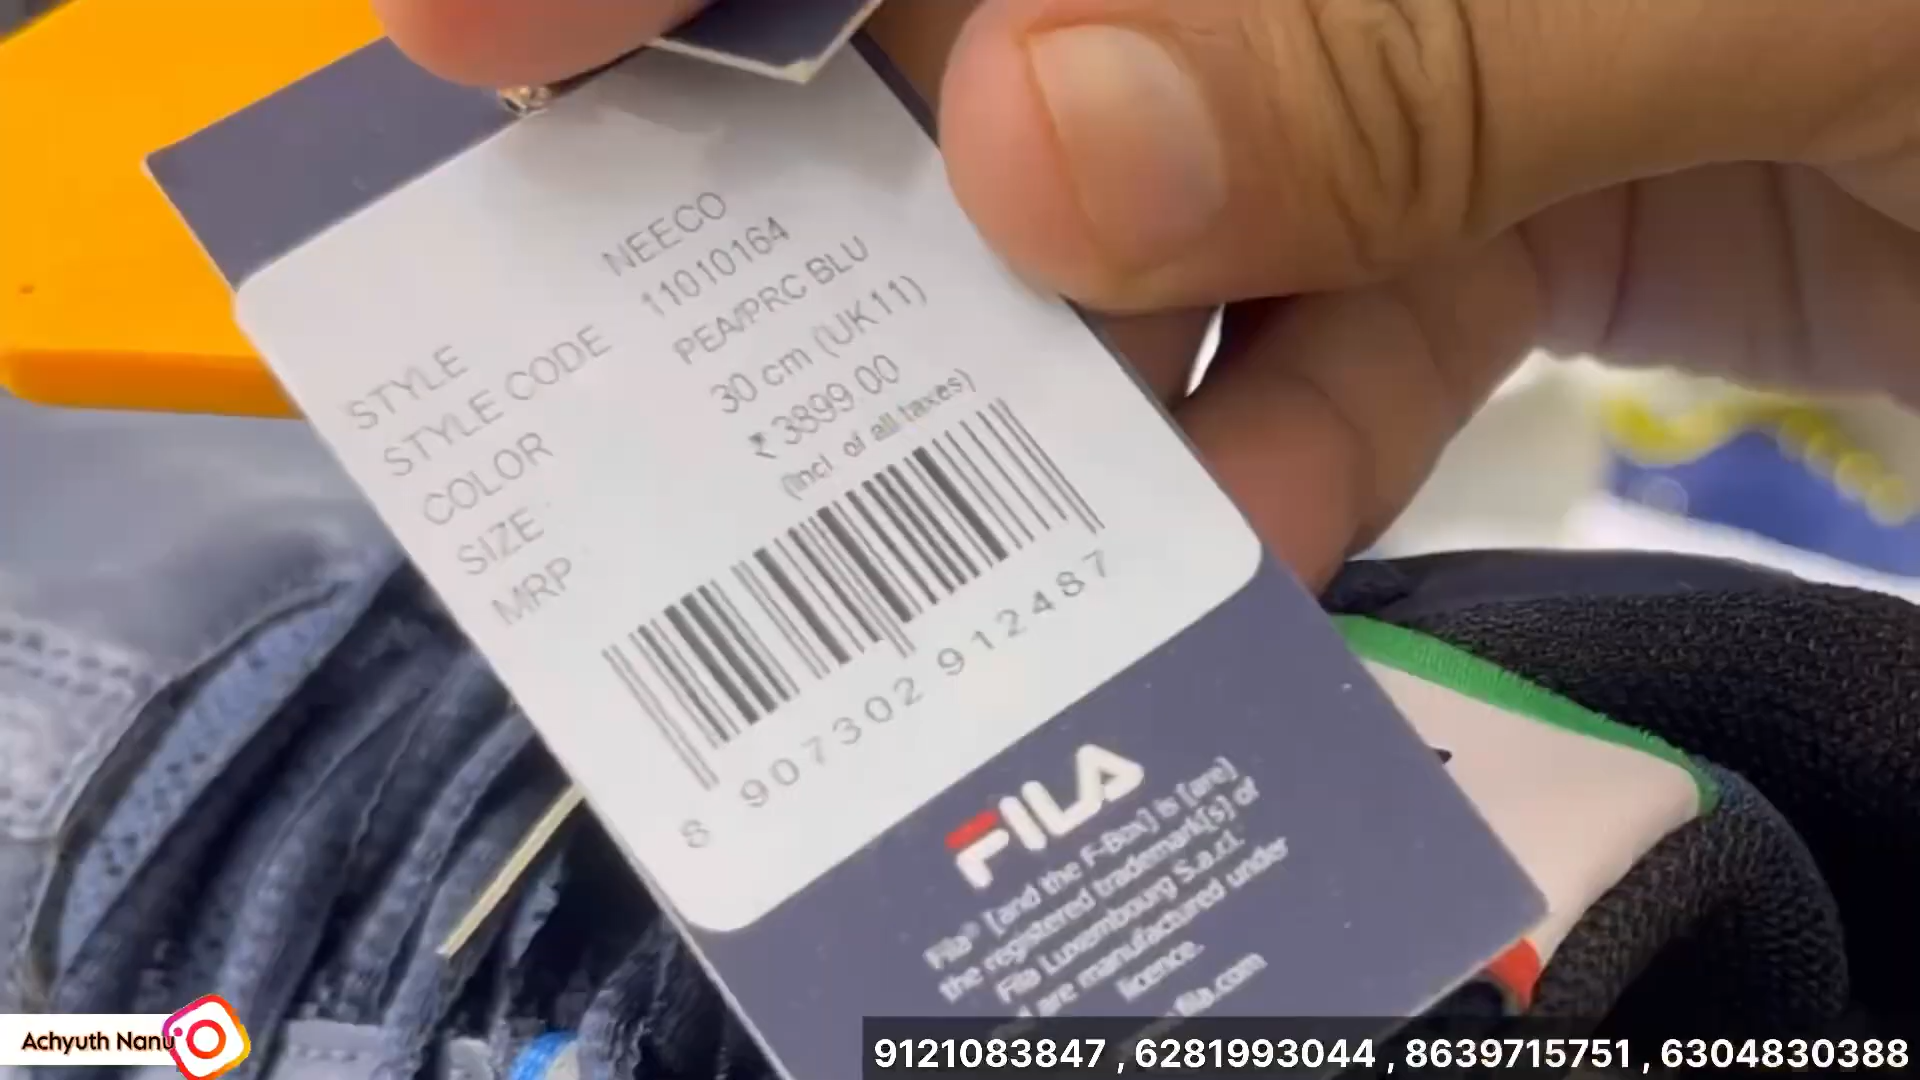 STYLE NEECO
STYLE CODE 11010164
COLOR PEA/PRC BLU
SIZE 30 cm (UK11)
MRP ₹ 3899.00
(Incl. of all taxes)
8 907302 912487
FILA
Fila® [and the F-Box] is [are]
the registered trademark[s] of
Fila Luxembourg S.a.r.l.
are manufactured under
licence.
fila.com
Achyuth Nanu
9121083847 , 6281993044 , 8639715751 , 6304830388